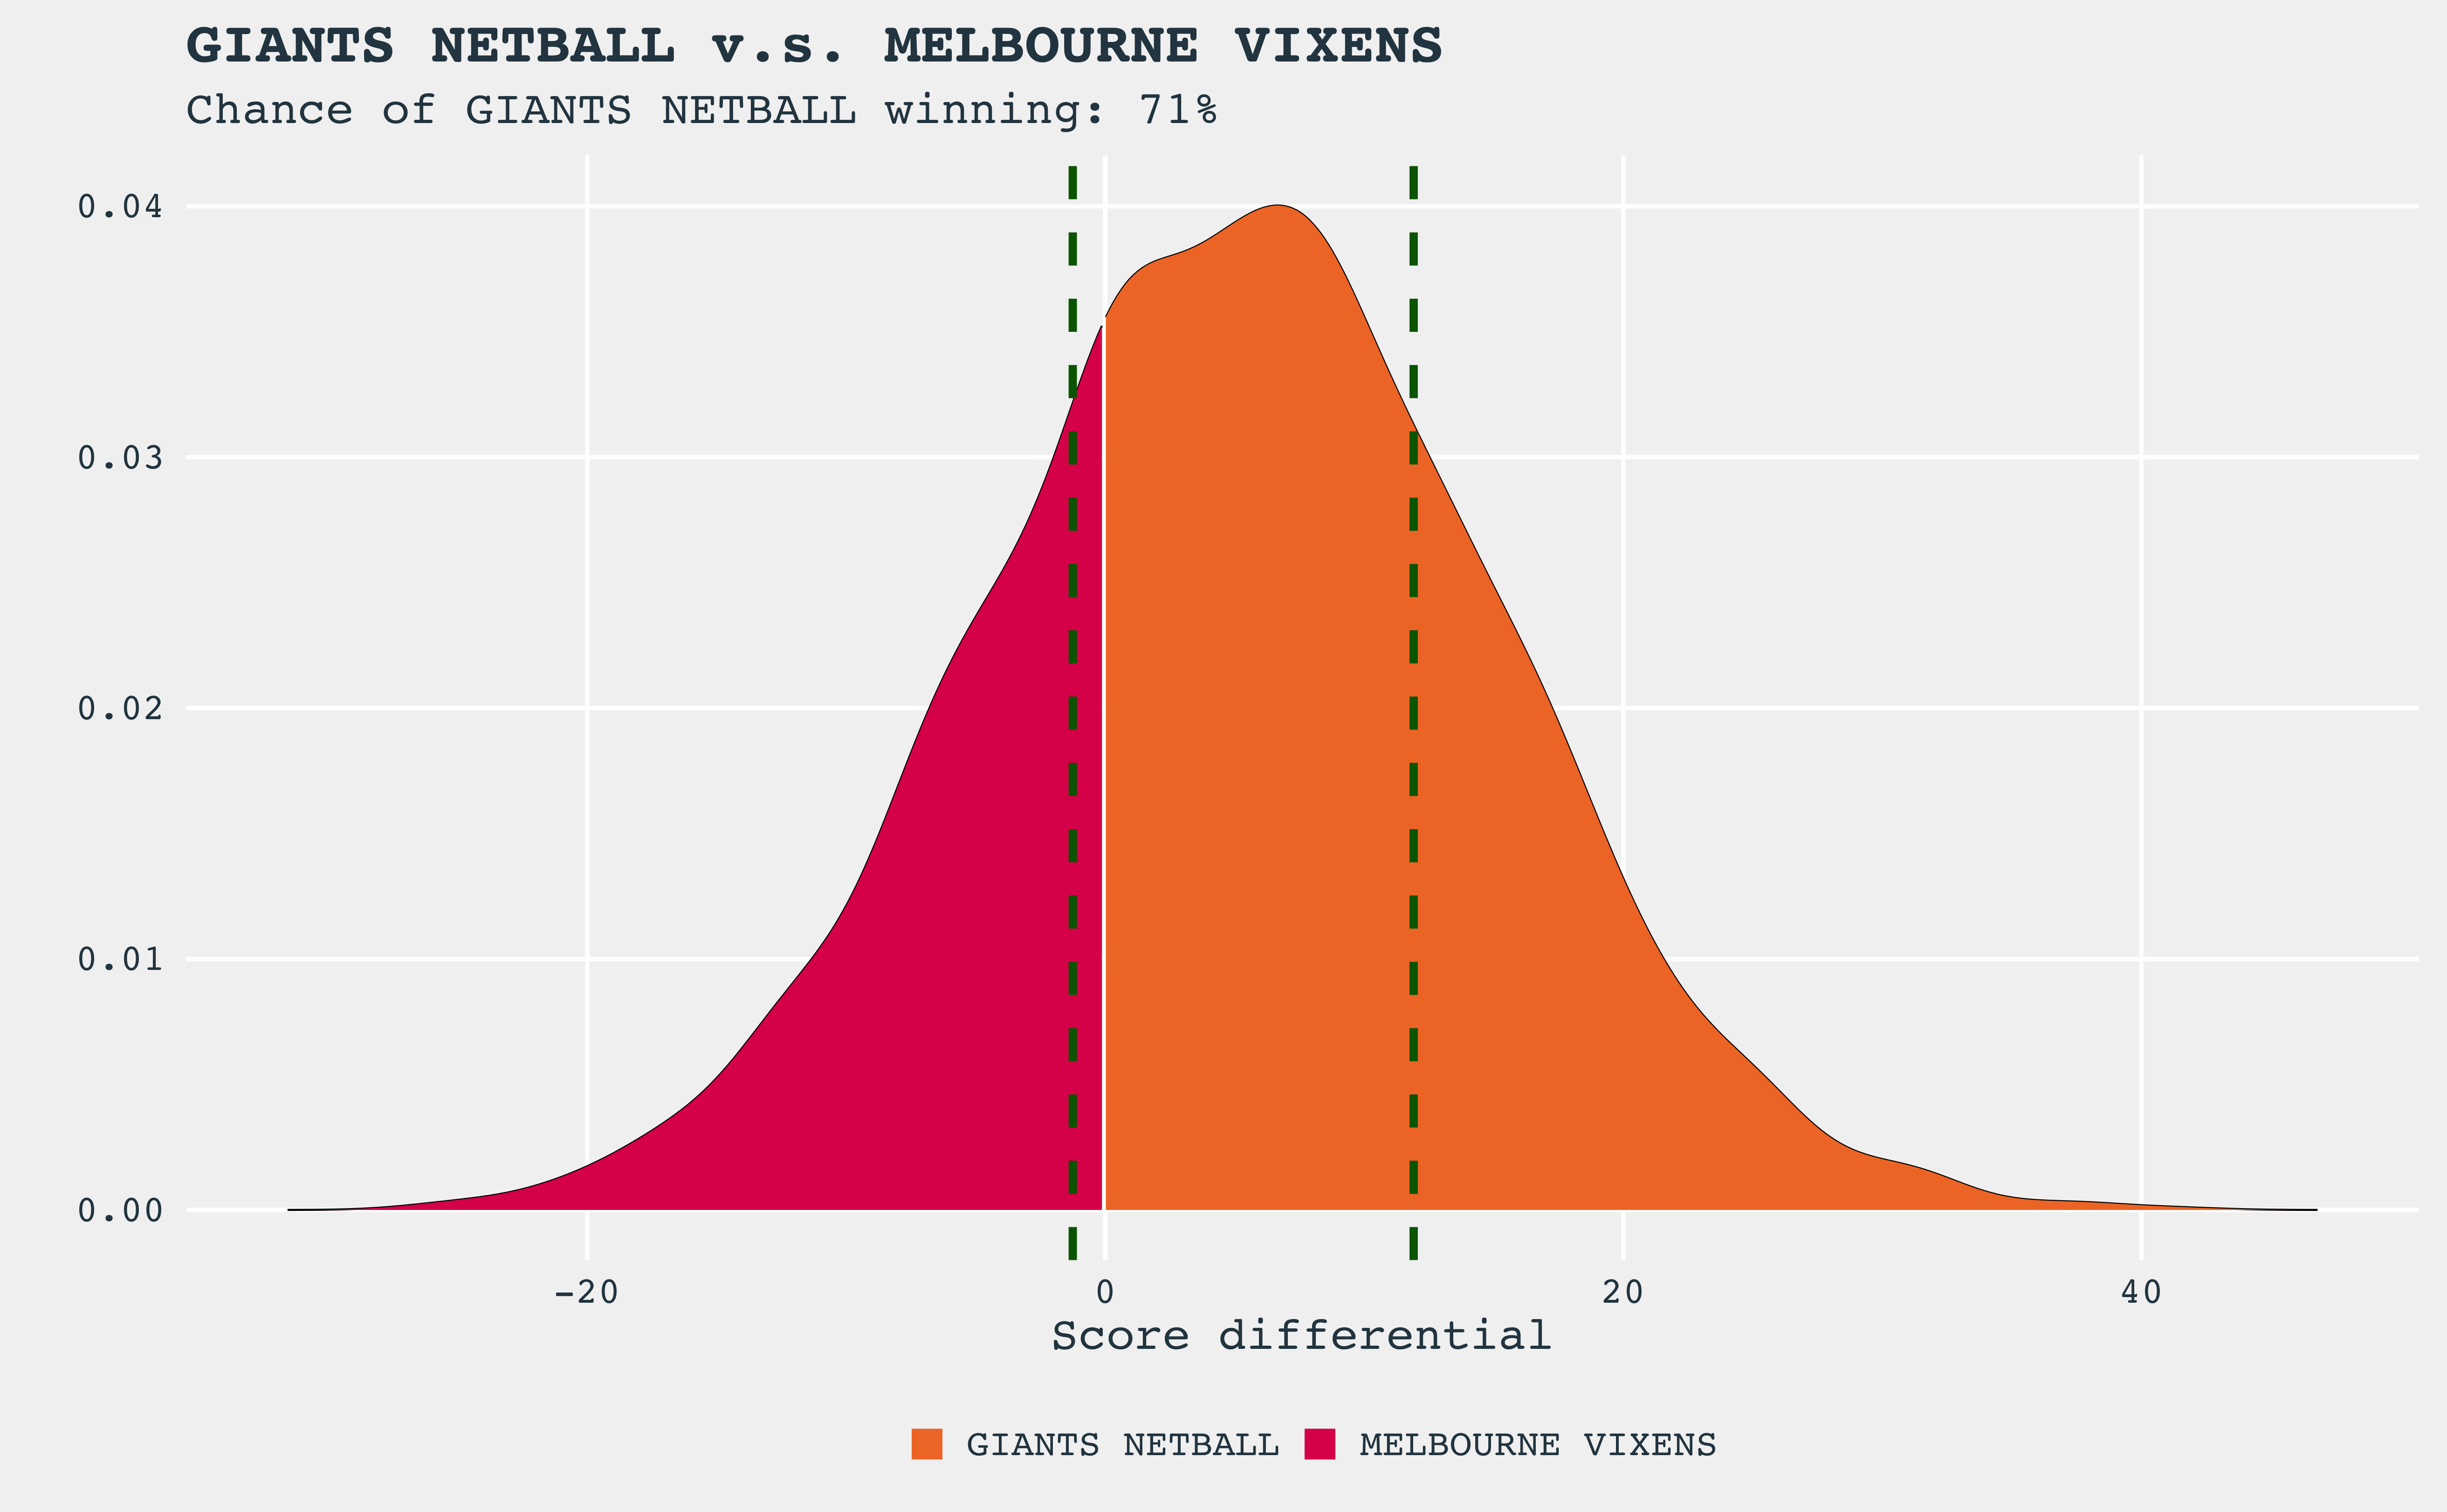 GIANTS NETBALL v.s. MELBOURNE VIXENS
Chance of GIANTS NETBALL winning: 71%
0.04
0.03
0.02
0.01
0.00
-20 0 20 40
Score differential
GIANTS NETBALL MELBOURNE VIXENS